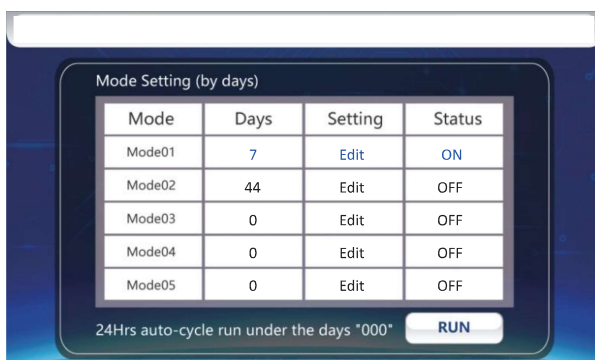 Mode Setting (by days)
Mode Days Setting Status
Mode01 7 Edit ON
Mode02 44 Edit OFF
Mode03 0 Edit OFF
Mode04 0 Edit OFF
Mode05 0 Edit OFF
24Hrs auto-cycle run under the days "000" RUN